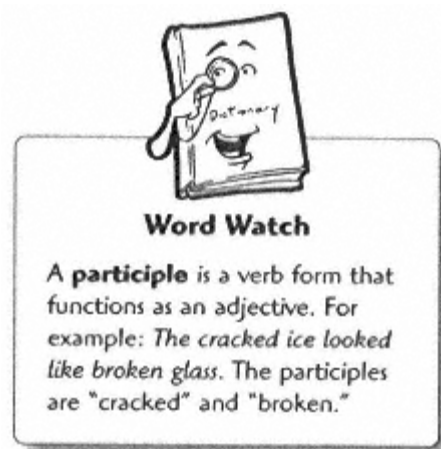 Dictionary
Word Watch
A participle is a verb form that
functions as an adjective. For
example: The cracked ice looked
like broken glass. The participles
are "cracked" and "broken."